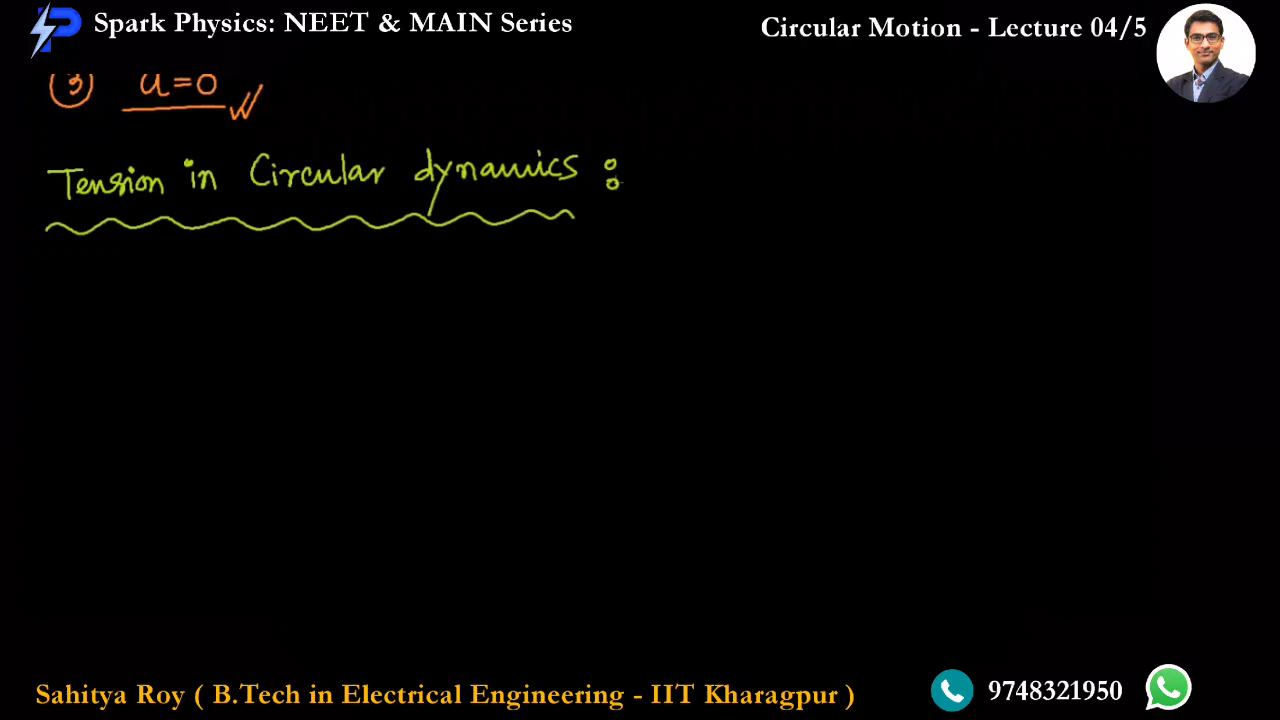 Spark Physics: NEET & MAIN Series
Circular Motion - Lecture 04/5
③ u=0
Tension in Circular dynamics :
Sahitya Roy ( B.Tech in Electrical Engineering - IIT Kharagpur )
9748321950